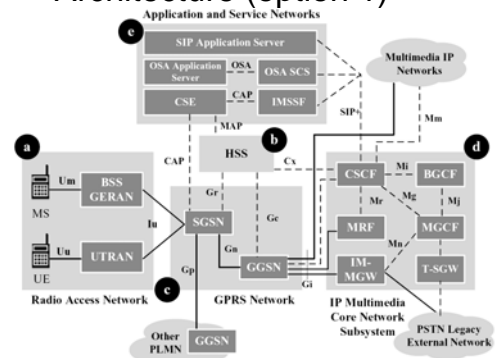 Architecture (option 1)
Application and Service Networks
e
SIP Application Server
OSA Application
Server
OSA
OSA SCS
CSE
CAP
IMSSF
Multimedia IP
Networks
MAP
SIP+
Mm
a
b
d
CAP
HSS
Cx
Um
BSS
GERAN
MS
Gr
CSCF
Mi
BGCF
Iu
Gc
Mr
Mg
Mj
SGSN
MRF
MGCF
Uu
UTRAN
UE
Gn
GGSN
Mn
Gp
Gi
IM-
MGW
T-SGW
Radio Access Network
c
GPRS Network
IP Multimedia
Core Network
Subsystem
Other
PLMN
GGSN
PSTN Legacy
External Network